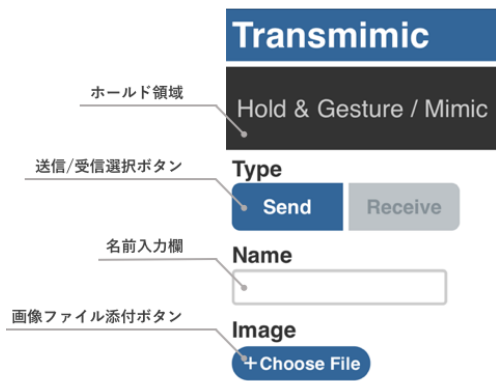 Transmimic
ホールド領域
Hold & Gesture / Mimic
送信/受信選択ボタン
Type
Send Receive
名前入力欄
Name
画像ファイル添付ボタン
Image
+Choose File